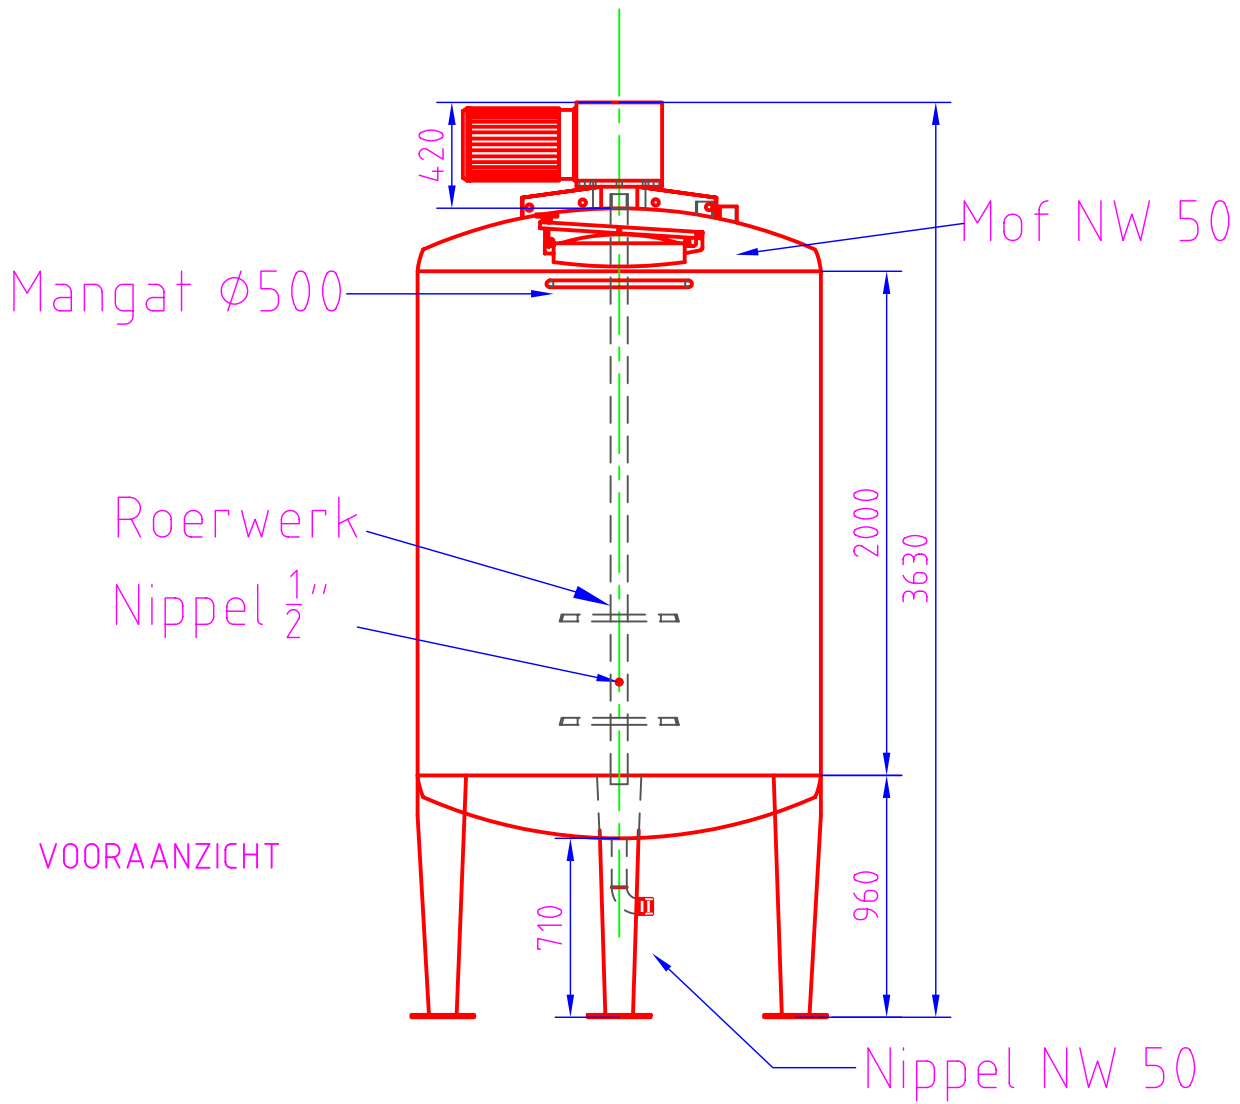 420
Mof NW 50
Mangat Ø500
Roerwerk
2000
3630
Nippel ½"
VOORAANZICHT
960
710
Nippel NW 50